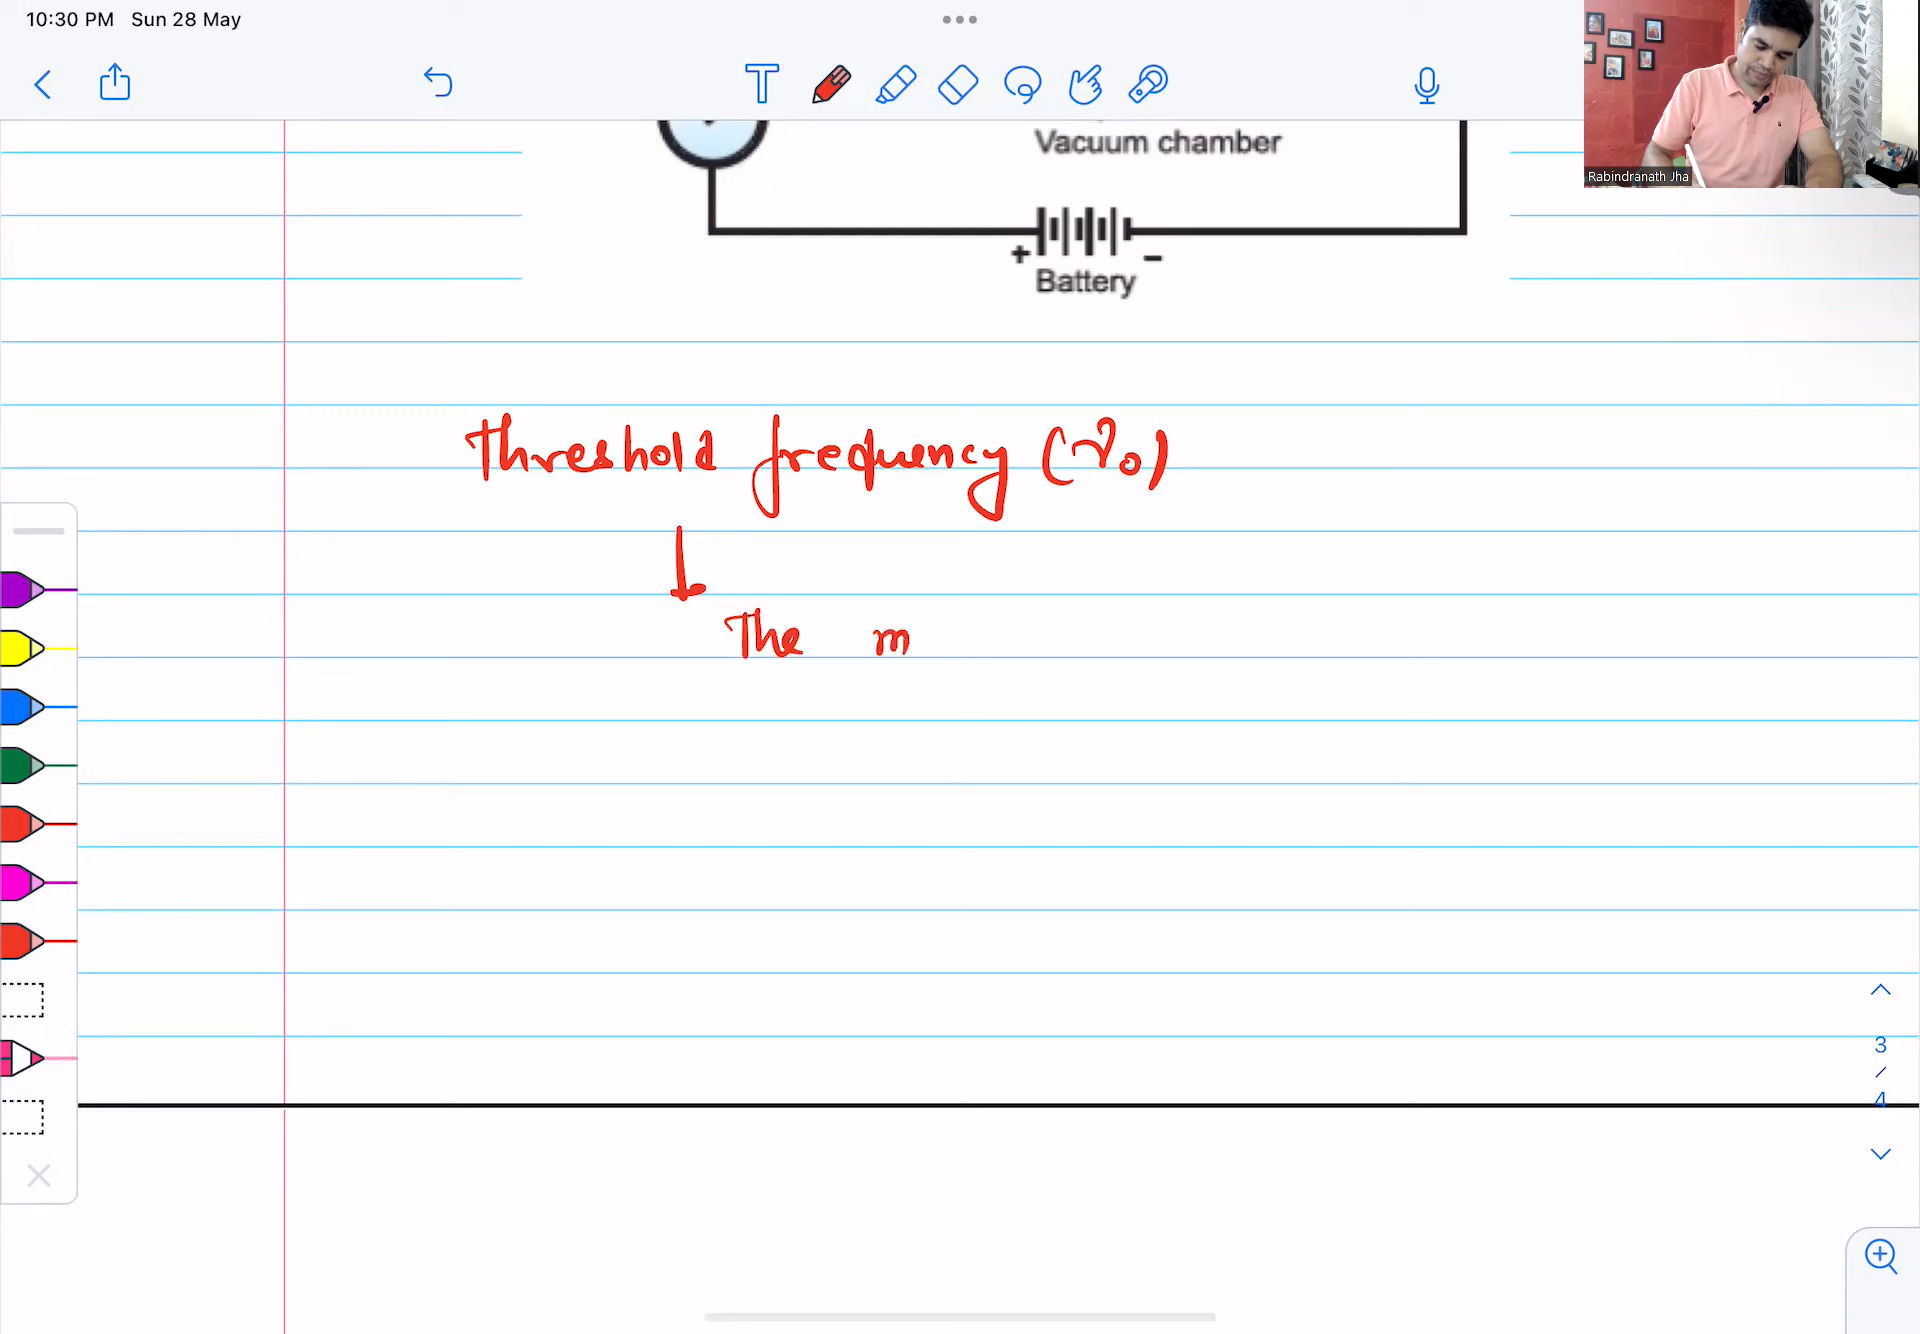 10:30 PM Sun 28 May
Vacuum chamber
Rabindranath Jha
+ −
Battery
Threshold frequency (ν₀)
The m
3
/
4